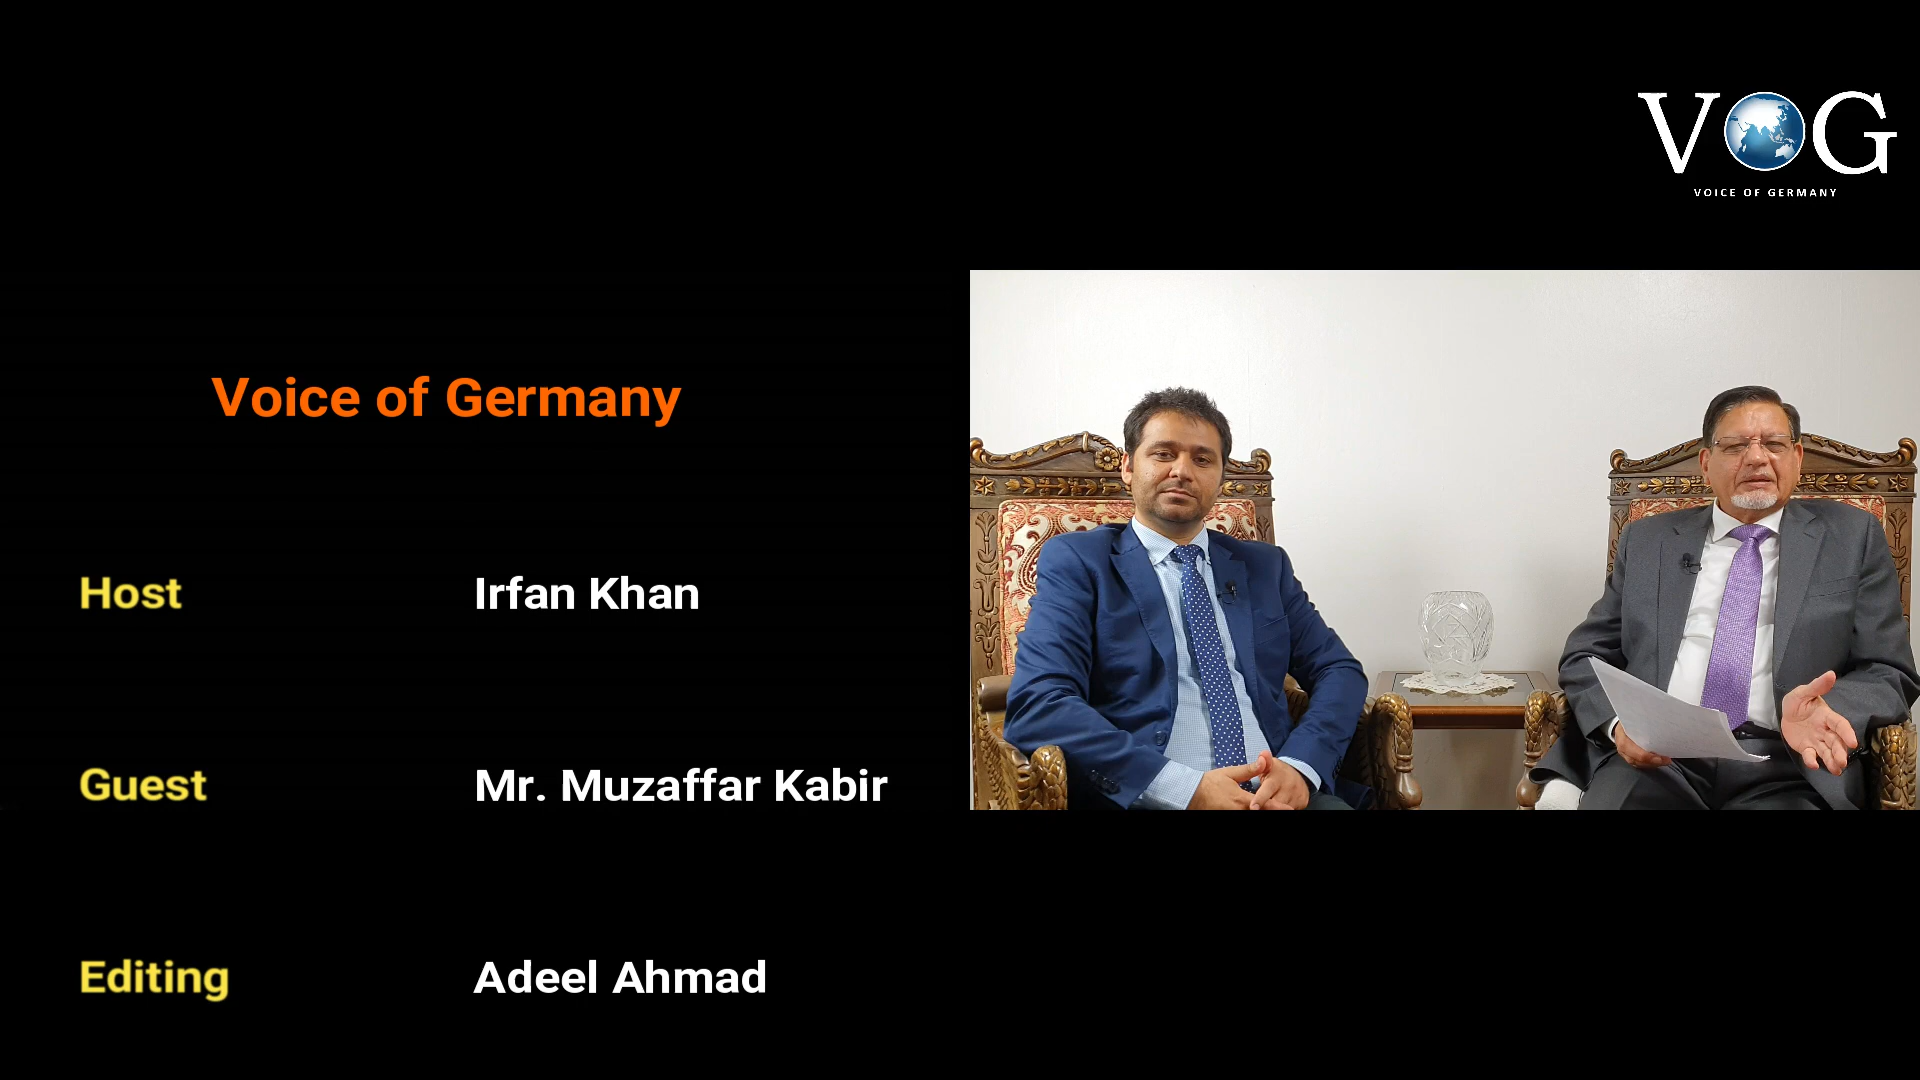 VOG
VOICE OF GERMANY
Voice of Germany
Host Irfan Khan
Guest Mr. Muzaffar Kabir
Editing Adeel Ahmad